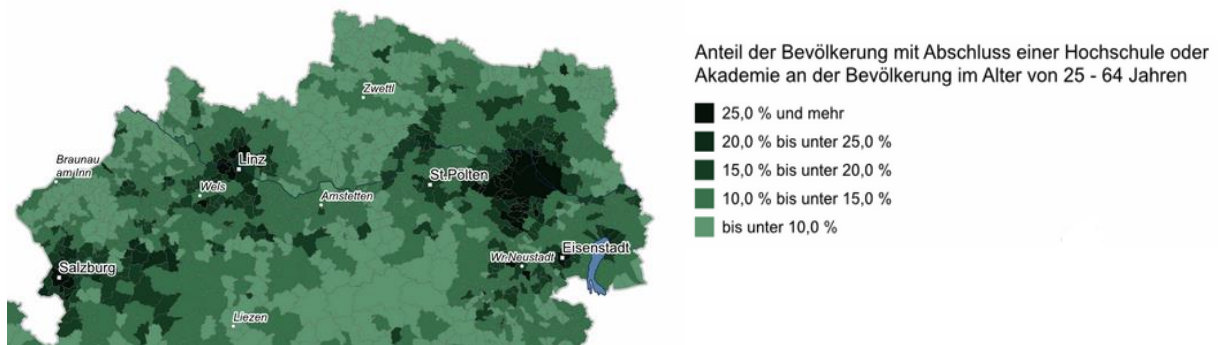 Anteil der Bevölkerung mit Abschluss einer Hochschule oder
Akademie an der Bevölkerung im Alter von 25 - 64 Jahren
25,0 % und mehr
20,0 % bis unter 25,0 %
15,0 % bis unter 20,0 %
10,0 % bis unter 15,0 %
bis unter 10,0 %
Zwettl
Braunau
am Inn
Linz
Wels
St.Pölten
Amstetten
Eisenstadt
Wr.Neustadt
Salzburg
Liezen